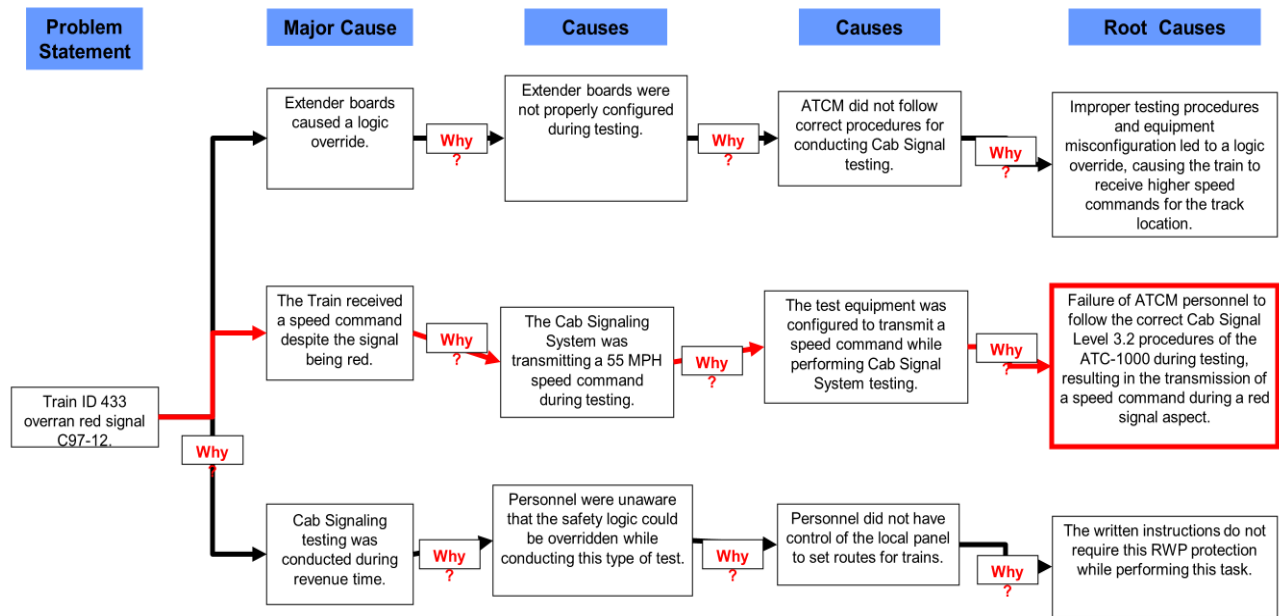 Problem
Statement
Major Cause
Causes
Causes
Root Causes
Extender boards
caused a logic
override.
Why
?
Extender boards were
not properly configured
during testing.
Why
?
ATCM did not follow
correct procedures for
conducting Cab Signal
testing.
Why
?
Improper testing procedures
and equipment
misconfiguration led to a logic
override, causing the train to
receive higher speed
commands for the track
location.
The Train received
a speed command
despite the signal
being red.
Why
?
The Cab Signaling
System was
transmitting a 55 MPH
speed command
during testing.
Why
?
The test equipment was
configured to transmit a
speed command while
performing Cab Signal
System testing.
Why
?
Failure of ATCM personnel to
follow the correct Cab Signal
Level 3.2 procedures of the
ATC-1000 during testing,
resulting in the transmission of
a speed command during a red
signal aspect.
Train ID 433
overran red signal
C97-12.
Why
?
Cab Signaling
testing was
conducted during
revenue time.
Why
?
Personnel were unaware
that the safety logic could
be overridden while
conducting this type of test.
Why
?
Personnel did not have
control of the local panel
to set routes for trains.
Why
?
The written instructions do not
require this RWP protection
while performing this task.